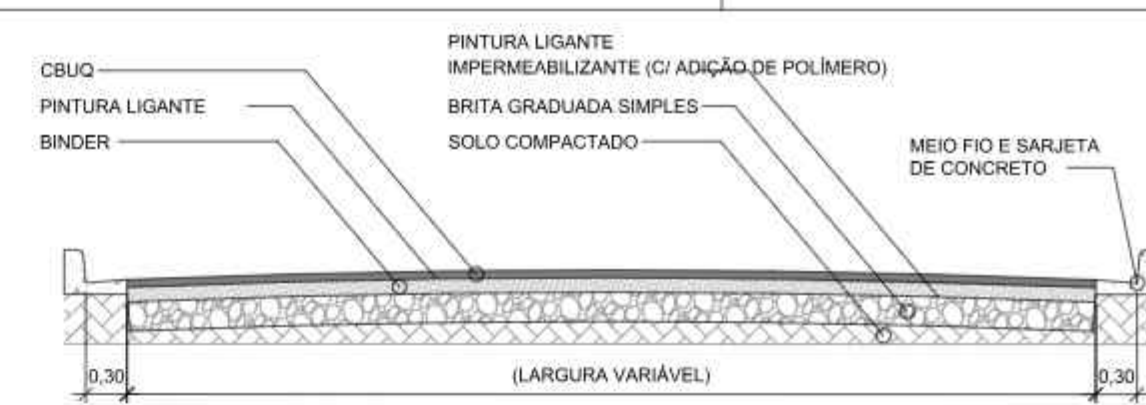 CBUQ
PINTURA LIGANTE
BINDER
PINTURA LIGANTE
IMPERMEABILIZANTE (C/ ADIÇÃO DE POLÍMERO)
BRITA GRADUADA SIMPLES
SOLO COMPACTADO
MEIO FIO E SARJETA
DE CONCRETO
0,30
(LARGURA VARIÁVEL)
0,30